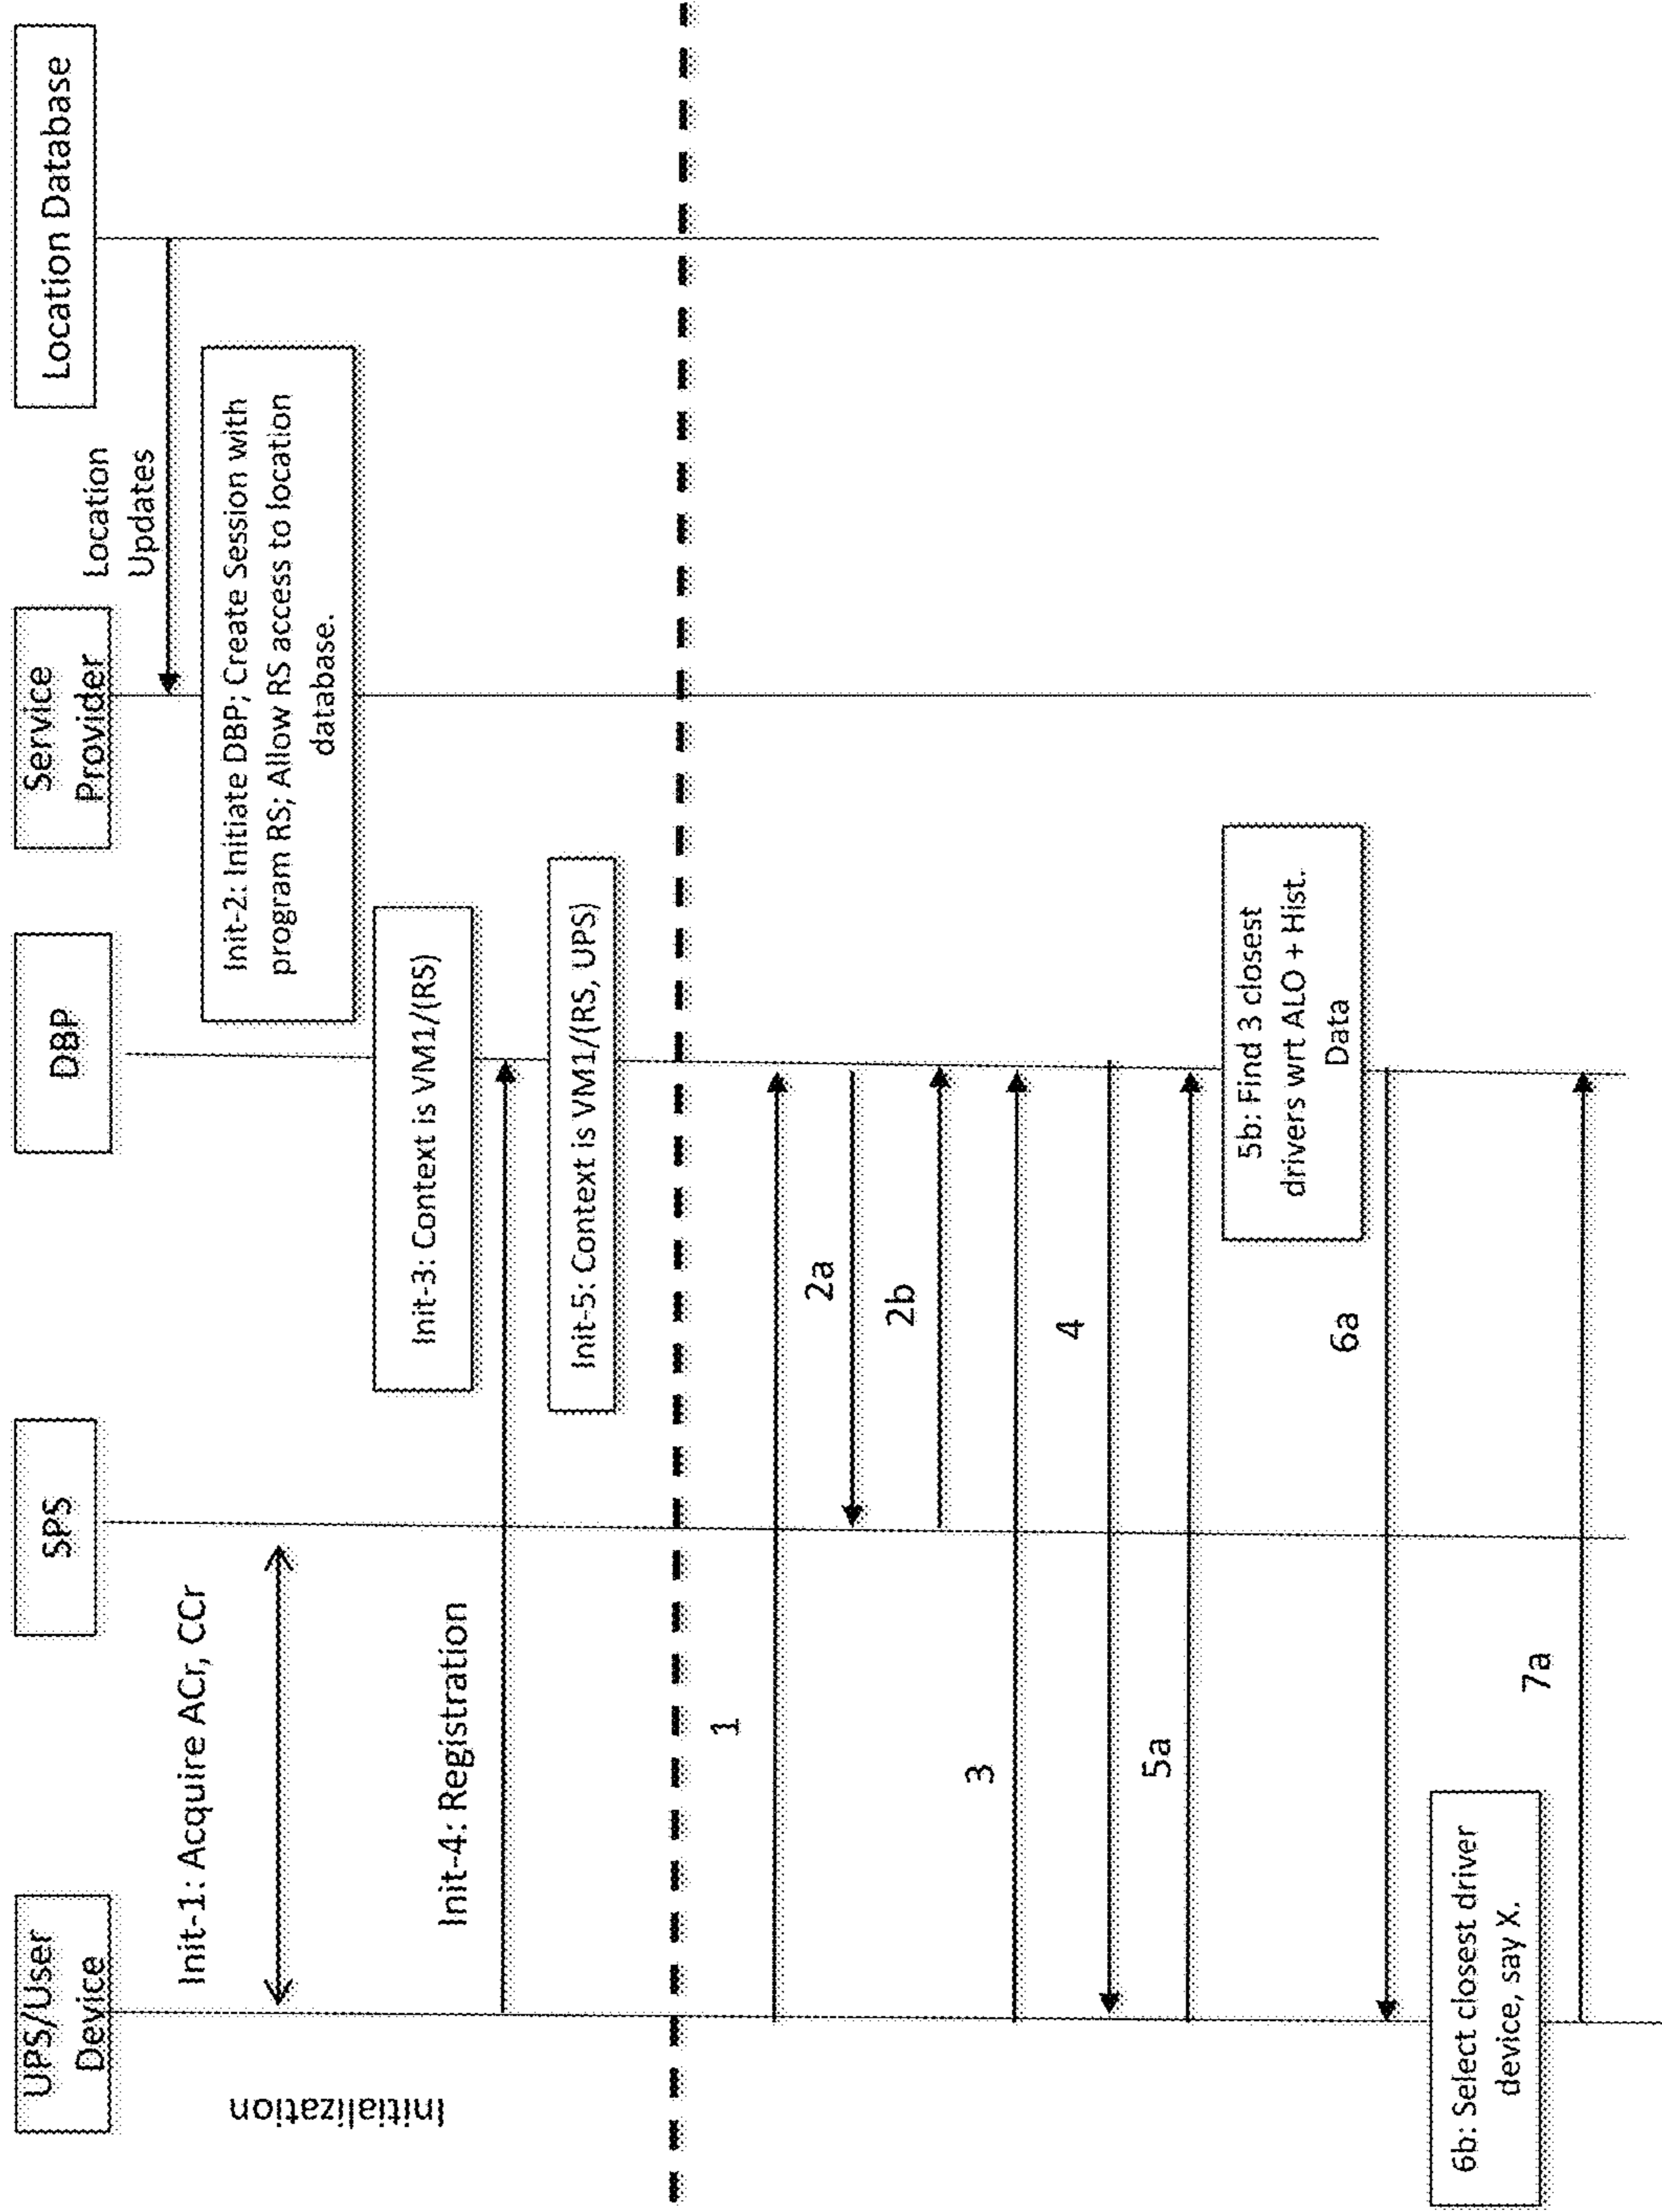 UPS/User
Device
SPS
DBP
Service
Provider
Location Database
Initialization
Location
Updates
Init-1: Acquire ACr, CCr
Init-2: Initiate DBP; Create Session with
program RS; Allow RS access to location
database.
Init-3: Context is VM1/(RS)
Init-4: Registration
Init-5: Context is VM1/(RS, UPS)
1
2a
2b
3
4
5a
5b: Find 3 closest
drivers wrt ALO + Hist.
Data
6a
6b: Select closest driver
device, say X.
7a